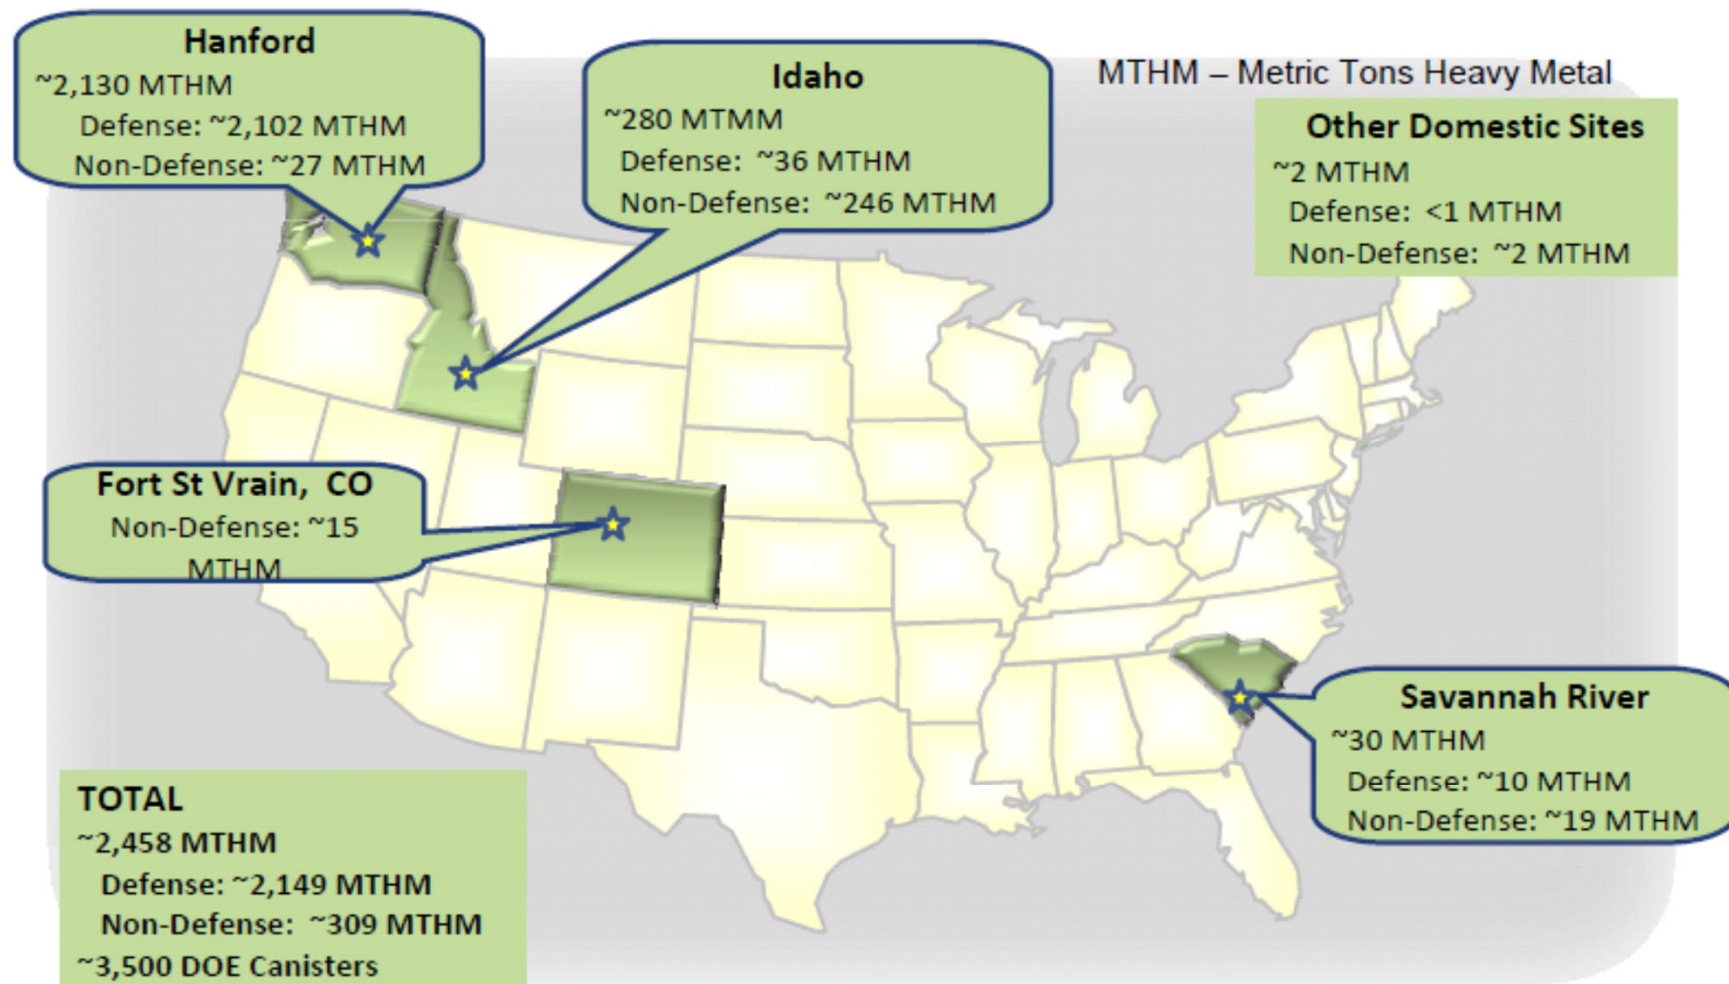 Hanford
~2,130 MTHM
Defense: ~2,102 MTHM
Non-Defense: ~27 MTHM
Idaho
~280 MTMM
Defense: ~36 MTHM
Non-Defense: ~246 MTHM
MTHM – Metric Tons Heavy Metal
Other Domestic Sites
~2 MTHM
Defense: <1 MTHM
Non-Defense: ~2 MTHM
Fort St Vrain, CO
Non-Defense: ~15
MTHM
Savannah River
~30 MTHM
Defense: ~10 MTHM
Non-Defense: ~19 MTHM
TOTAL
~2,458 MTHM
Defense: ~2,149 MTHM
Non-Defense: ~309 MTHM
~3,500 DOE Canisters